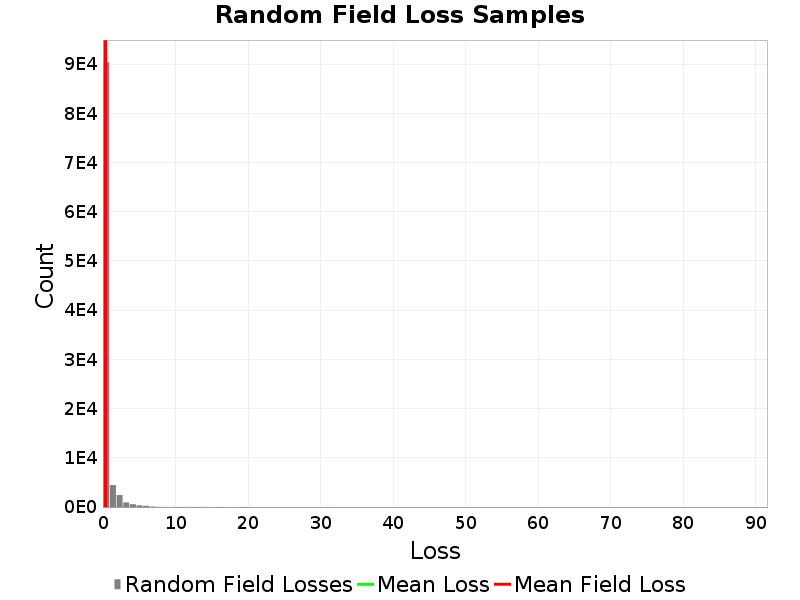 Random Field Loss Samples
9E4
8E4
7E4
6E4
5E4
4E4
3E4
2E4
1E4
0E0
Count
0 10 20 30 40 50 60 70 80 90
Loss
Random Field Losses Mean Loss Mean Field Loss